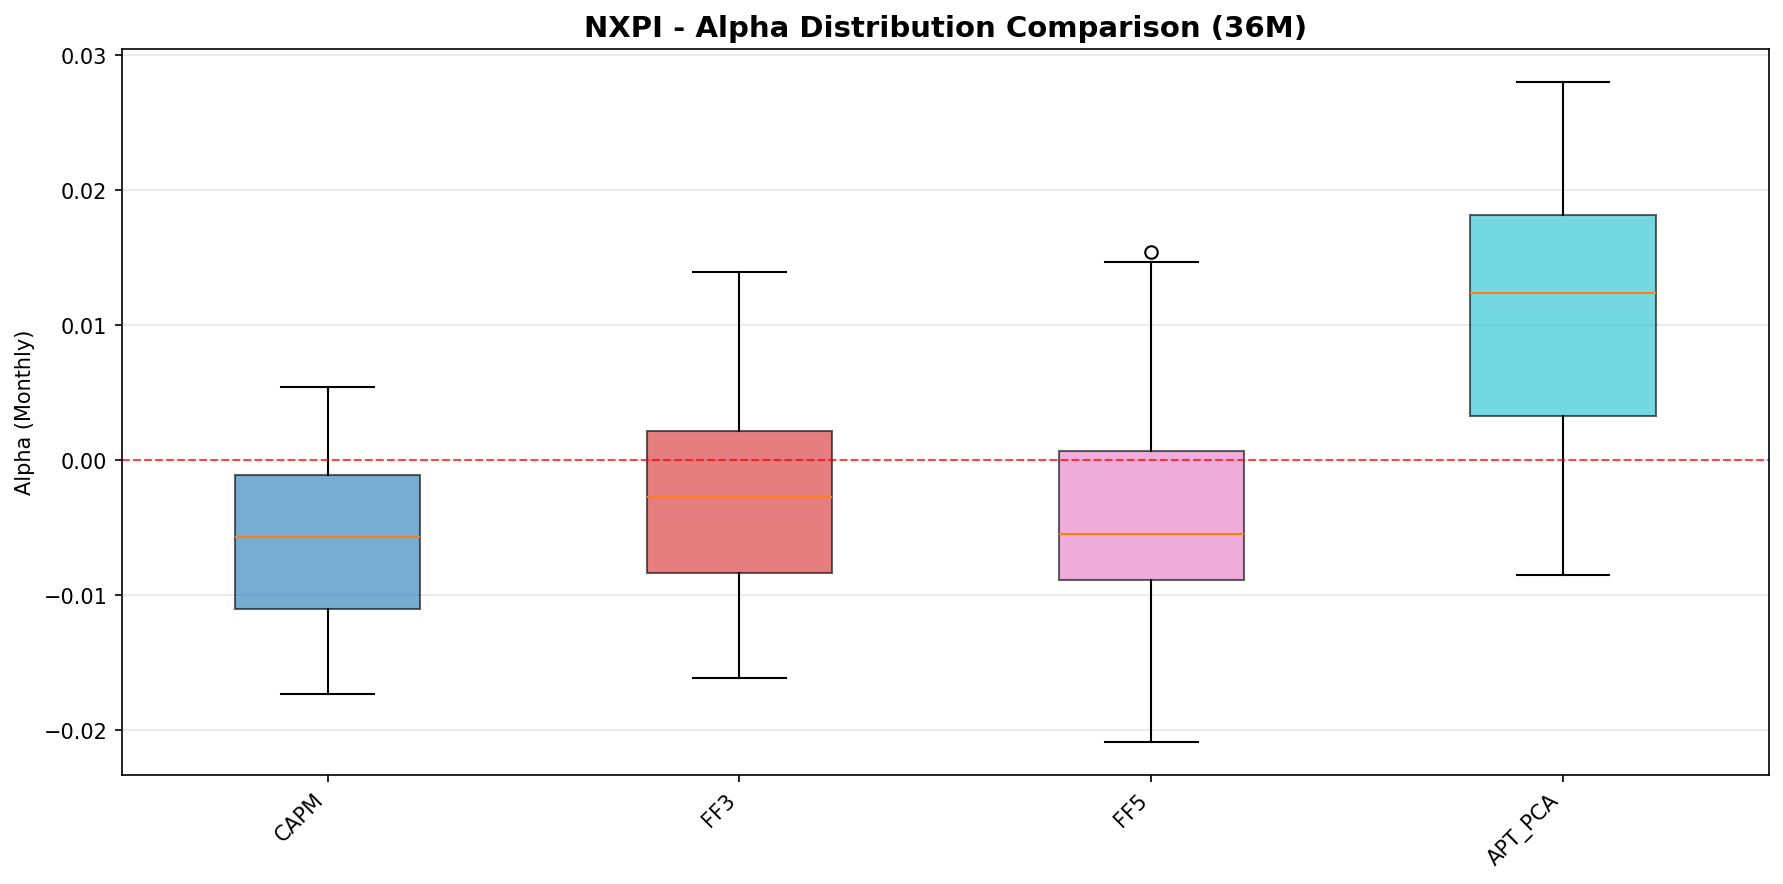 NXPI - Alpha Distribution Comparison (36M)
Alpha (Monthly)
0.03
0.02
0.01
0.00
−0.01
−0.02
CAPM
FF3
FF5
APT_PCA